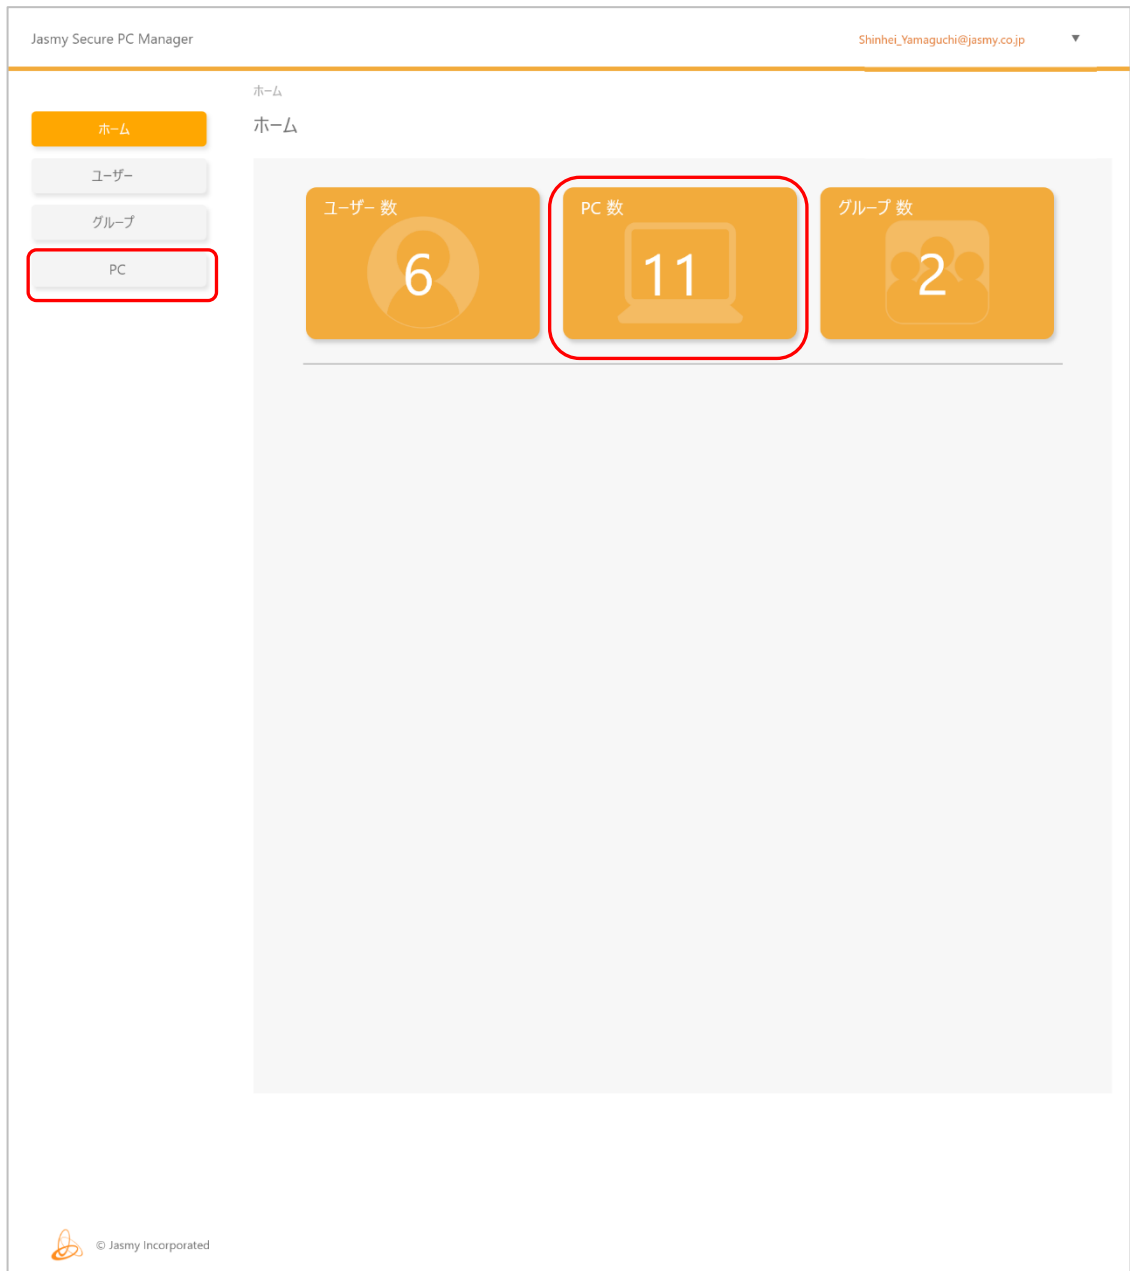 Jasmy Secure PC Manager
Shinhei_Yamaguchi@jasmy.co.jp ▼
ホーム
ホーム
ホーム
ユーザー
グループ
PC
ユーザー 数
6
PC 数
11
グループ 数
2
© Jasmy Incorporated